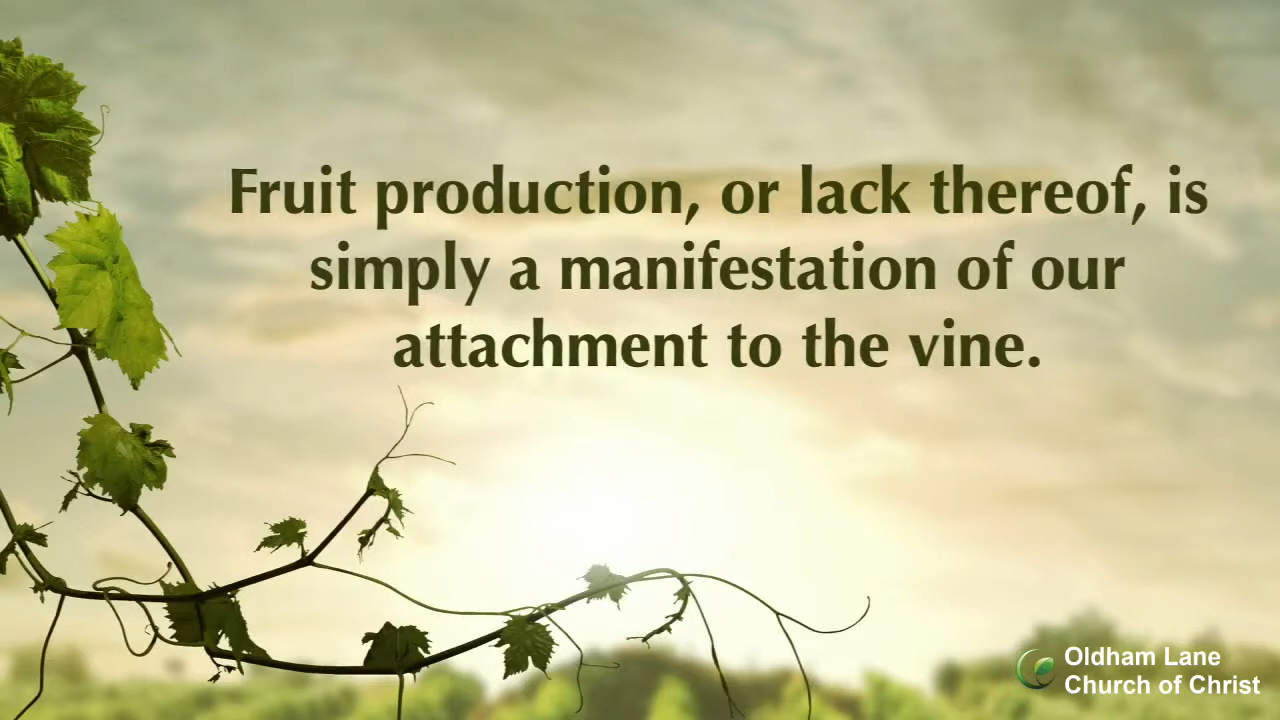 Fruit production, or lack thereof, is
simply a manifestation of our
attachment to the vine.
Oldham Lane
Church of Christ